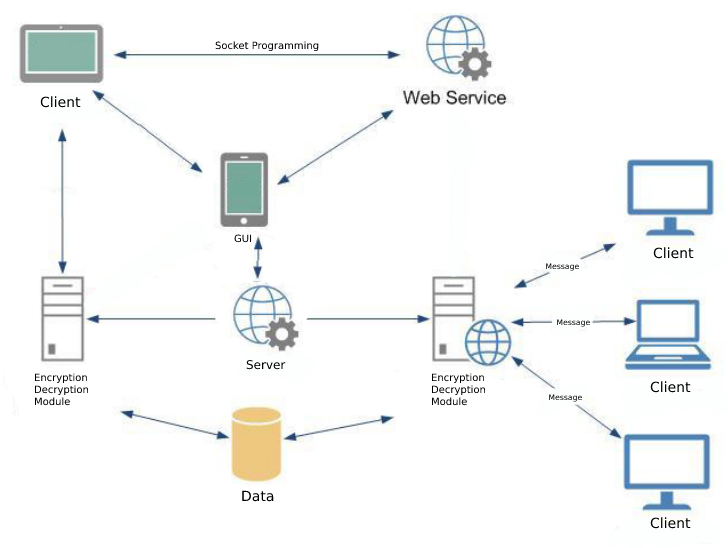 Socket Programming
Client
Web Service
GUI
Client
Message
Message
Client
Server
Encryption
Decryption
Module
Encryption
Decryption
Module
Message
Data
Client